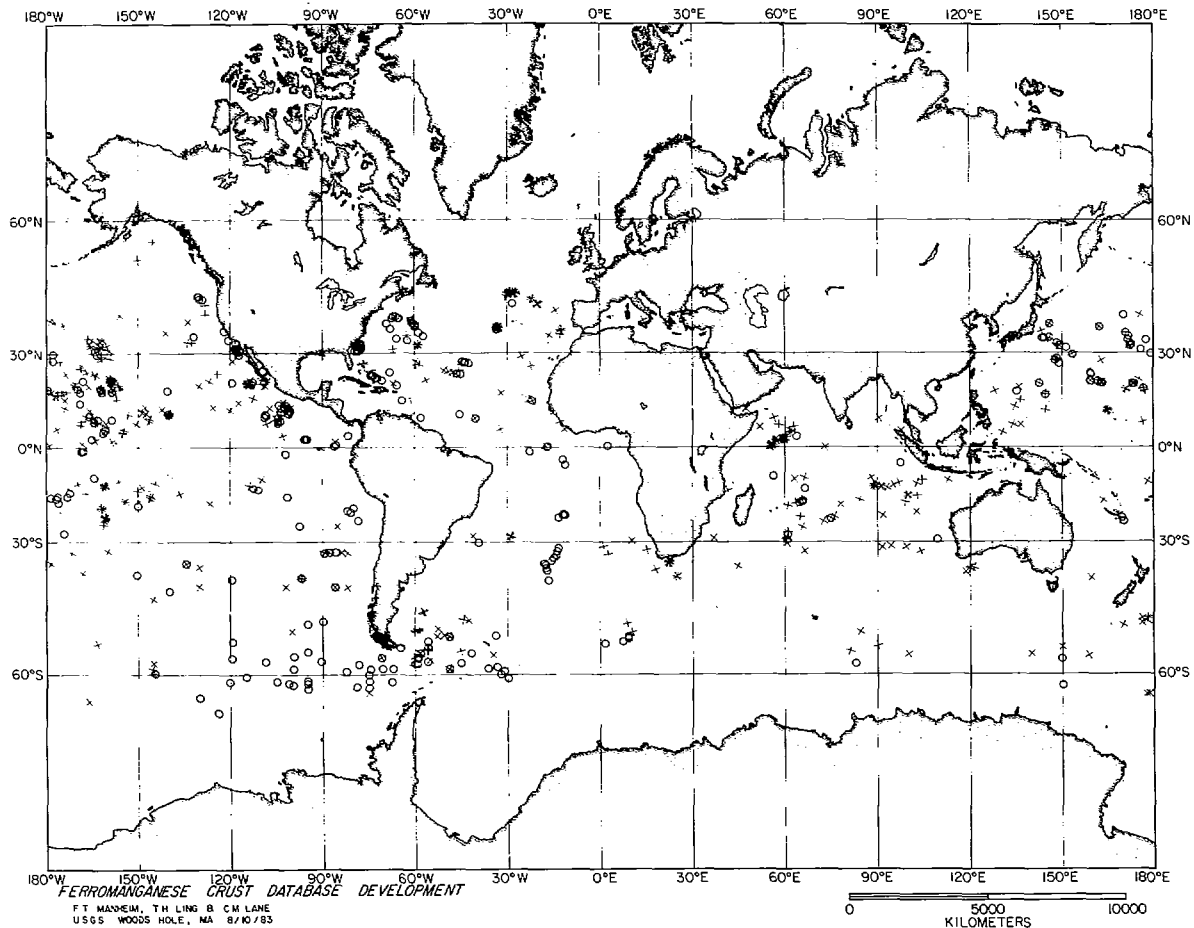 180°W 150°W 120°W 90°W 60°W 30°W 0°E 30°E 60°E 90°E 120°E 150°E 180°E
60°N 60°N
30°N 30°N
0°N 0°N
30°S 30°S
60°S 60°S
180°W 150°W 120°W 90°W 60°W 30°W 0°E 30°E 60°E 90°E 120°E 150°E 180°E
FERROMANGANESE CRUST DATABASE DEVELOPMENT
F T MANHEIM, T H LING & C M LANE
USGS WOODS HOLE, MA 8/10/83
0 5000 10000
KILOMETERS